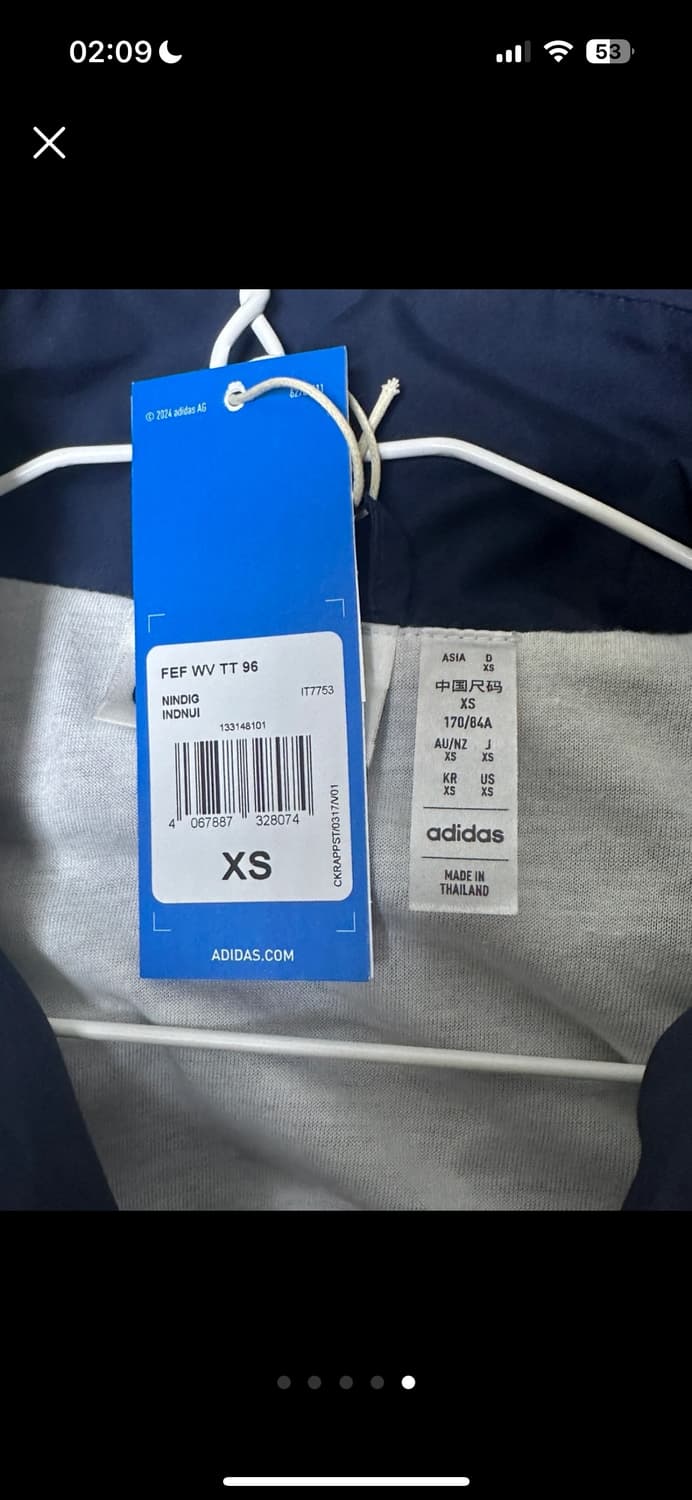 02:09
53
© 2024 adidas AG
FEF WV TT 96
NINDIG
IT7753
INDNUI
133148101
4 067887 328074
CKRAPPST/0317/V01
XS
ADIDAS.COM
ASIA D
XS
中国尺码
XS
170/84A
AU/NZ J
XS XS
KR US
XS XS
adidas
MADE IN
THAILAND